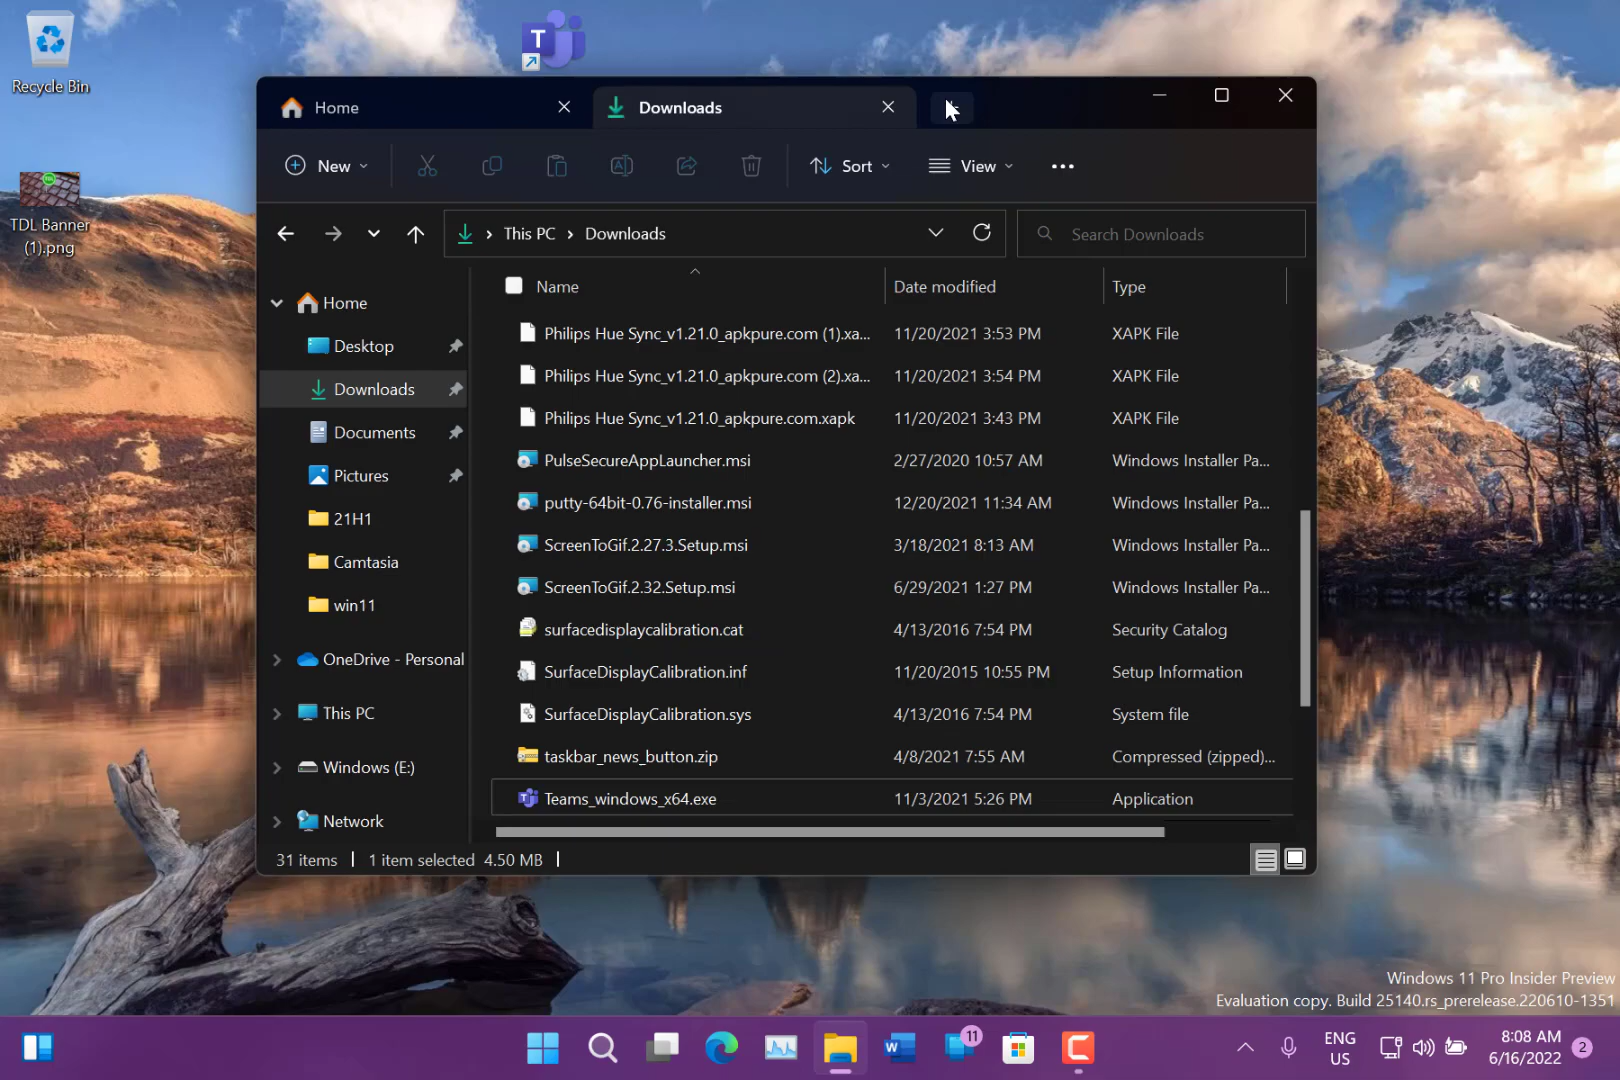 Recycle Bin
TDL Banner
(1).png
T
Home
Downloads
New
Sort
View
This PC
Downloads
Search Downloads
Home
Desktop
Downloads
Documents
Pictures
21H1
Camtasia
win11
OneDrive - Personal
This PC
Windows (E:)
Network
Name
Date modified
Type
Philips Hue Sync_v1.21.0_apkpure.com (1).xa... 11/20/2021 3:53 PM XAPK File
Philips Hue Sync_v1.21.0_apkpure.com (2).xa... 11/20/2021 3:54 PM XAPK File
Philips Hue Sync_v1.21.0_apkpure.com.xapk 11/20/2021 3:43 PM XAPK File
PulseSecureAppLauncher.msi 2/27/2020 10:57 AM Windows Installer Pa...
putty-64bit-0.76-installer.msi 12/20/2021 11:34 AM Windows Installer Pa...
ScreenToGif.2.27.3.Setup.msi 3/18/2021 8:13 AM Windows Installer Pa...
ScreenToGif.2.32.Setup.msi 6/29/2021 1:27 PM Windows Installer Pa...
surfacedisplaycalibration.cat 4/13/2016 7:54 PM Security Catalog
SurfaceDisplayCalibration.inf 11/20/2015 10:55 PM Setup Information
SurfaceDisplayCalibration.sys 4/13/2016 7:54 PM System file
taskbar_news_button.zip 4/8/2021 7:55 AM Compressed (zipped)...
Teams_windows_x64.exe 11/3/2021 5:26 PM Application
31 items 1 item selected 4.50 MB
Windows 11 Pro Insider Preview
Evaluation copy. Build 25140.rs_prerelease.220610-1351
W
11
C
ENG
US
8:08 AM
6/16/2022
2